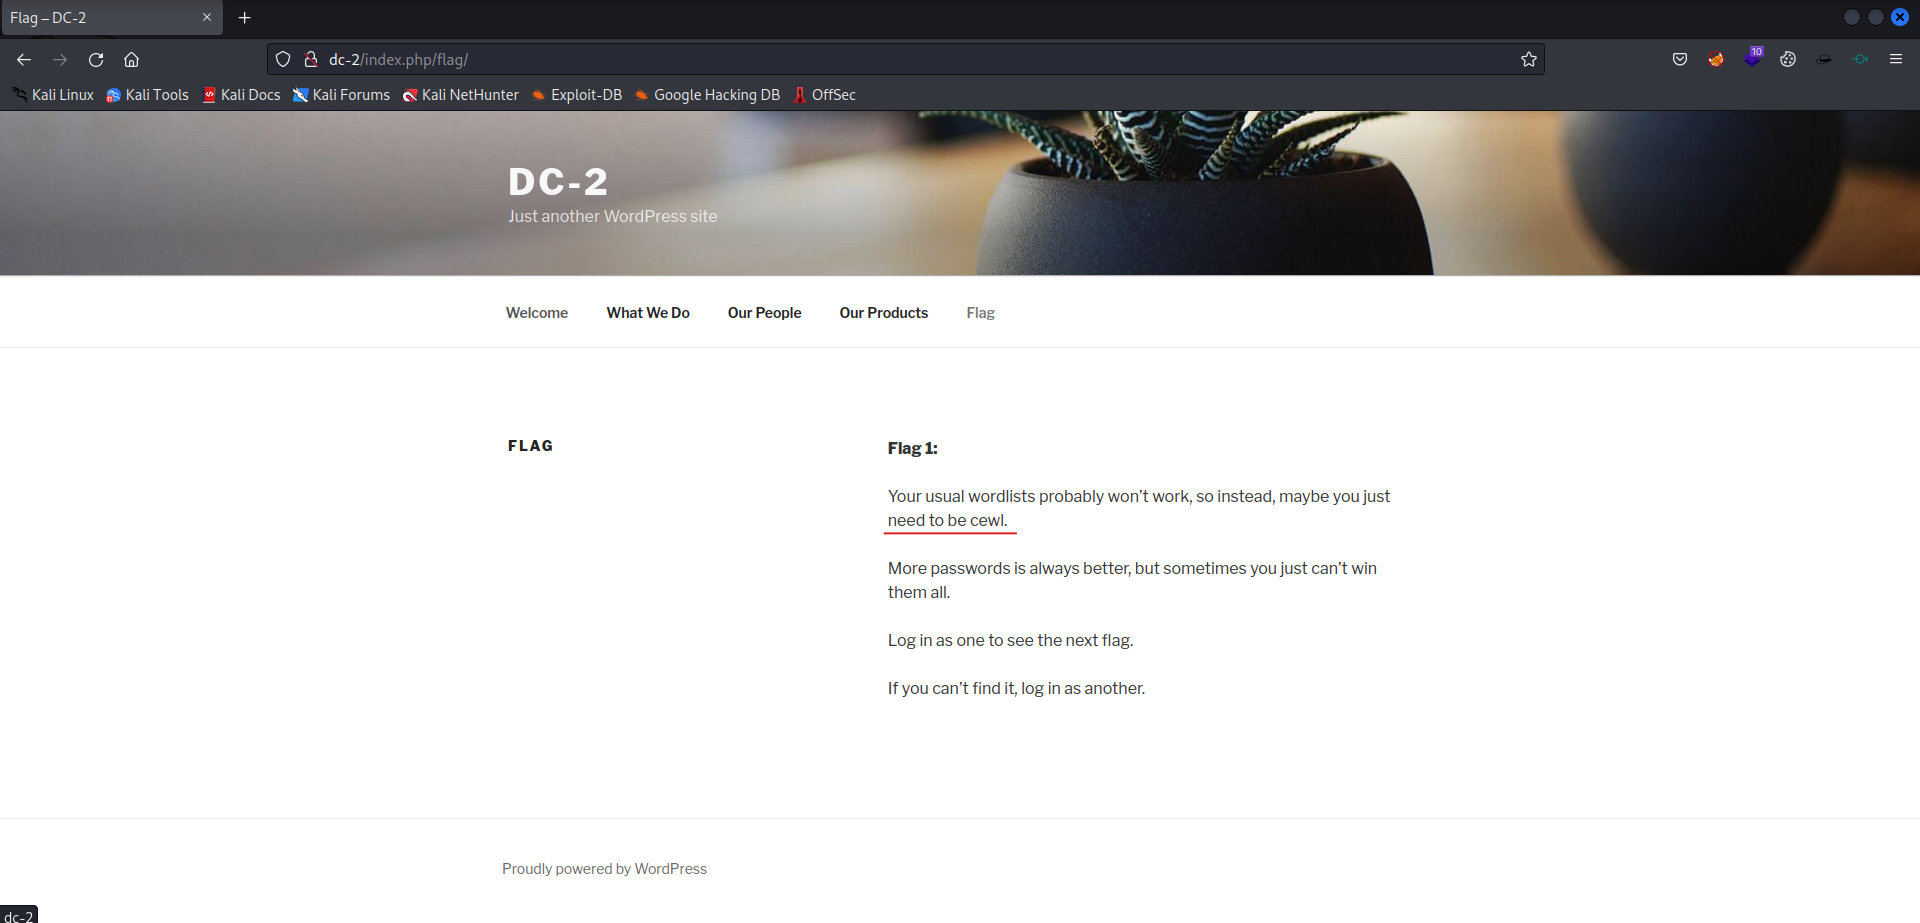 Flag – DC-2
dc-2/index.php/flag/
10
Kali Linux
Kali Tools
Kali Docs
Kali Forums
Kali NetHunter
Exploit-DB
Google Hacking DB
OffSec
DC-2
Just another WordPress site
Welcome
What We Do
Our People
Our Products
Flag
FLAG
Flag 1:
Your usual wordlists probably won’t work, so instead, maybe you just
need to be cewl.
More passwords is always better, but sometimes you just can’t win
them all.
Log in as one to see the next flag.
If you can’t find it, log in as another.
Proudly powered by WordPress
dc-2